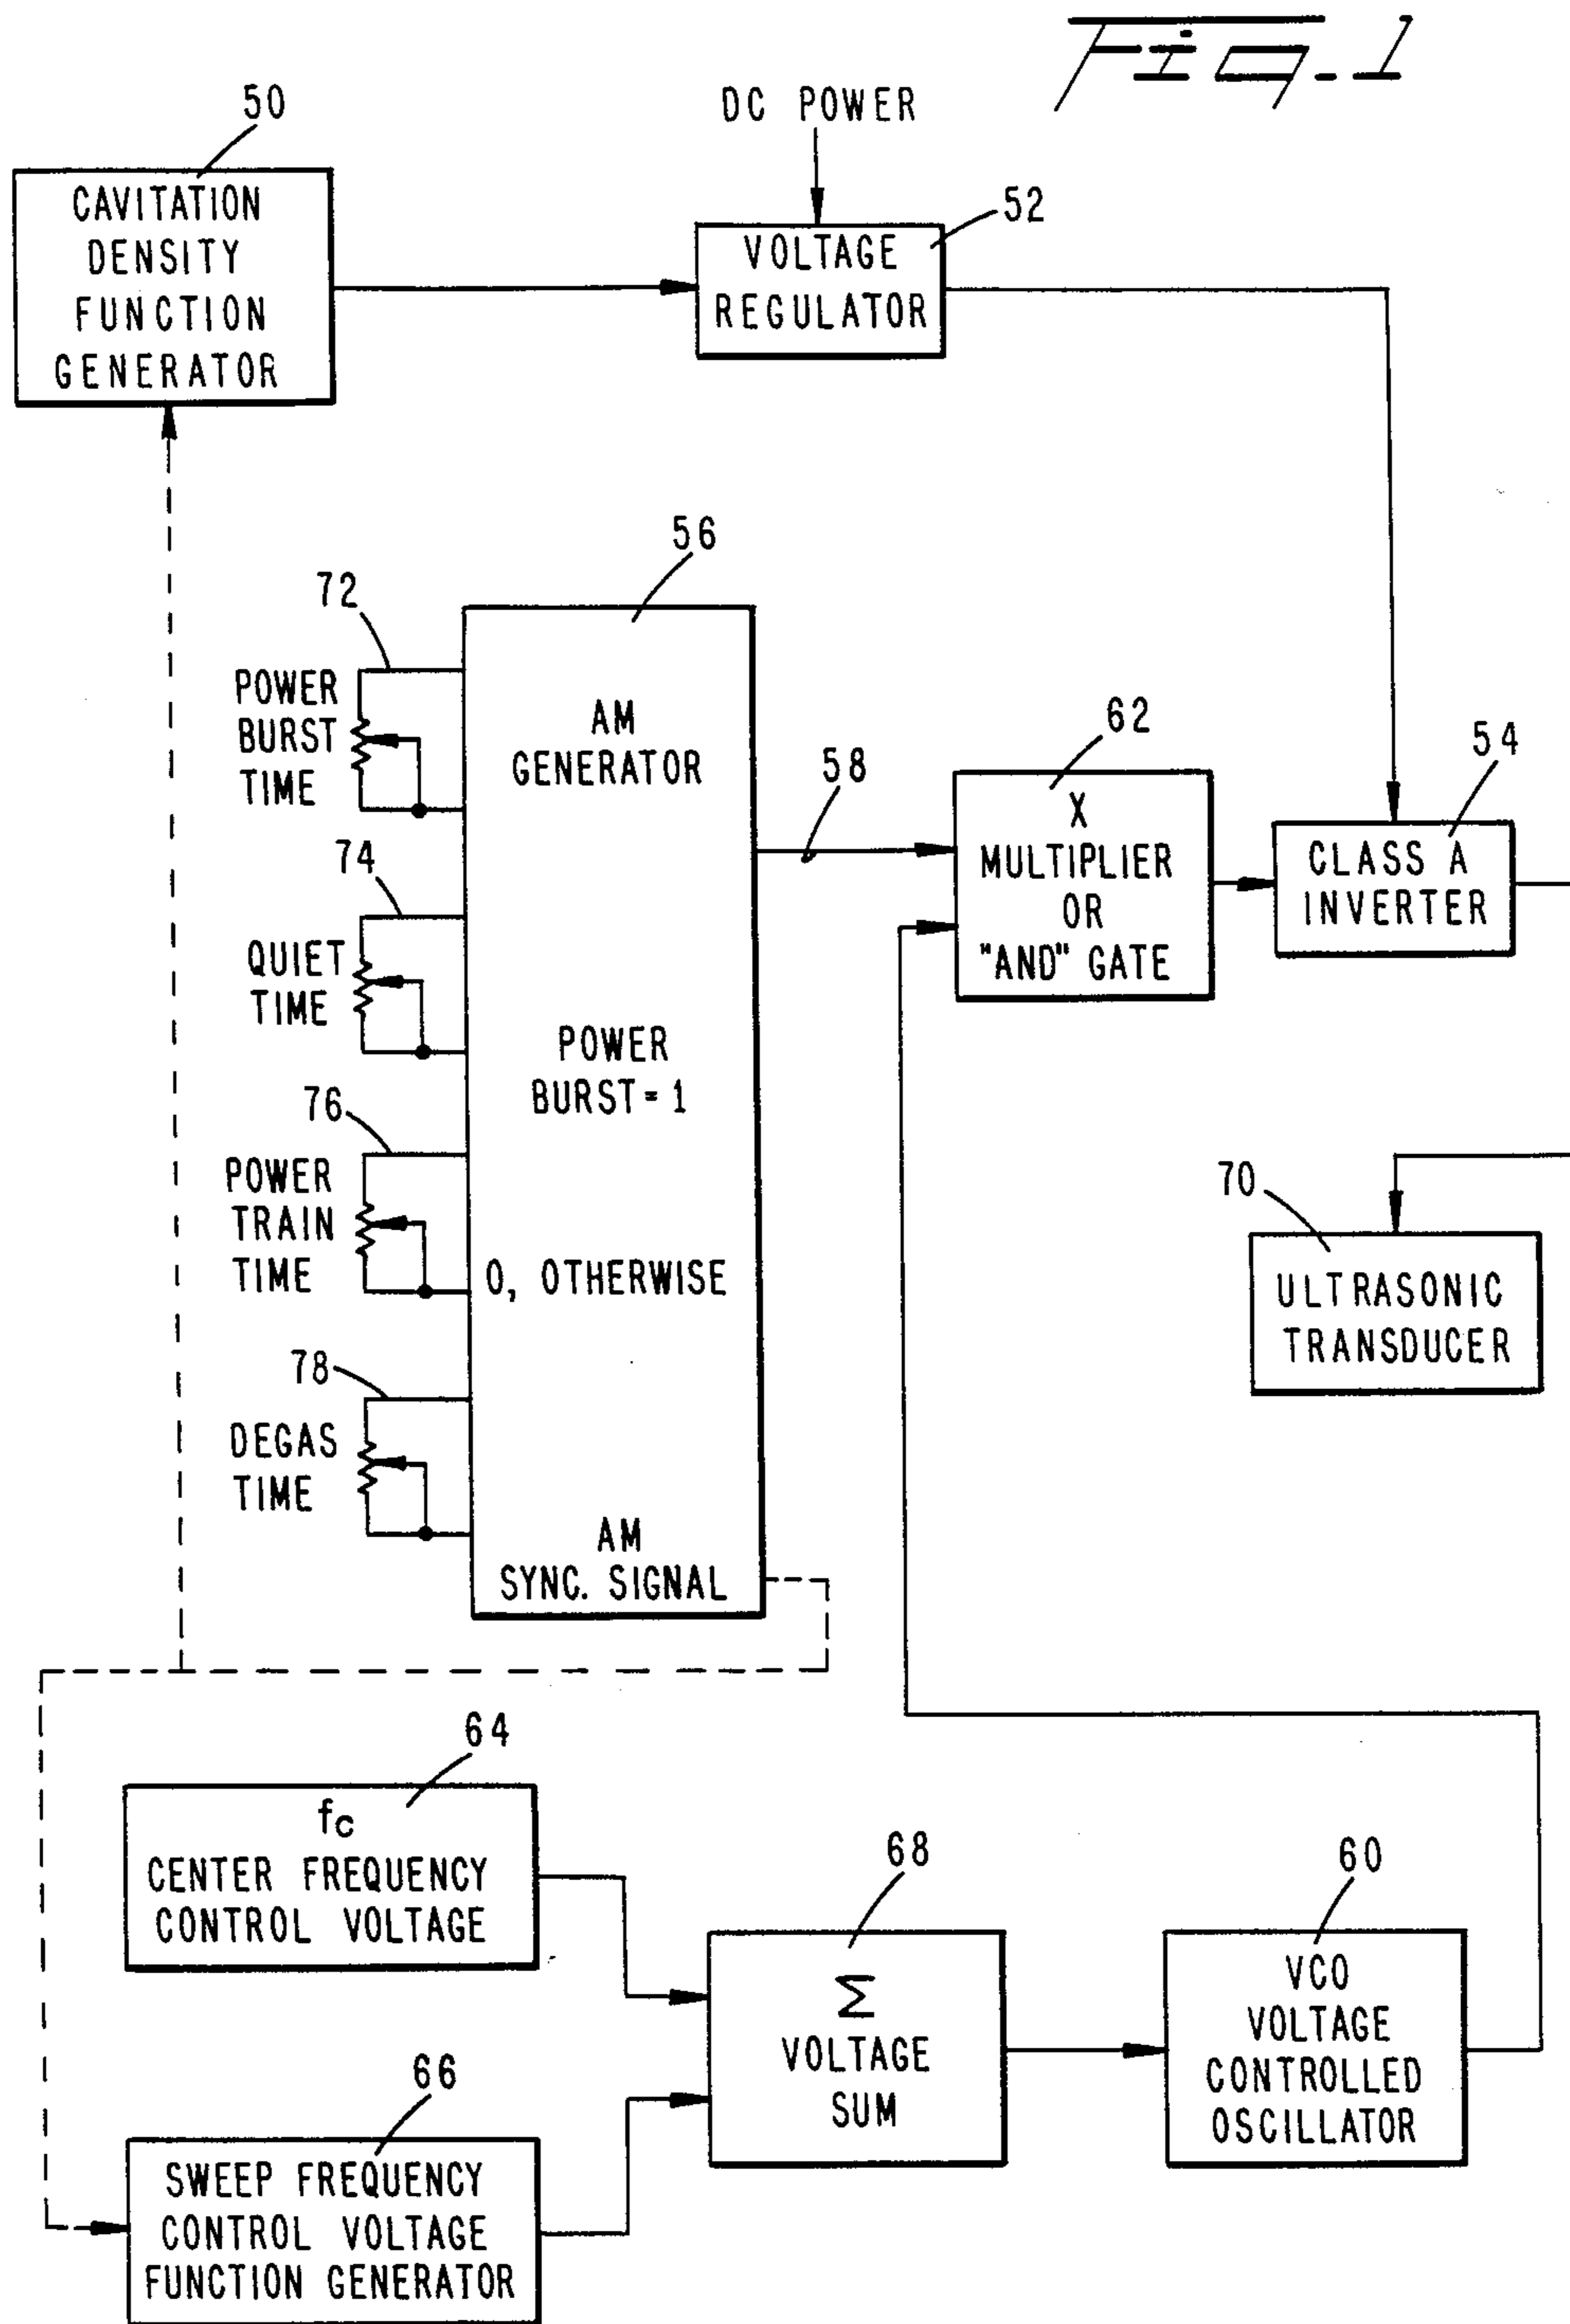 Fig. 1
50
DC POWER
CAVITATION
DENSITY
FUNCTION
GENERATOR
52
VOLTAGE
REGULATOR
56
72
POWER
BURST
TIME
AM
GENERATOR
62
54
58
X
MULTIPLIER
OR
"AND" GATE
CLASS A
INVERTER
74
QUIET
TIME
POWER
BURST = 1
76
POWER
TRAIN
TIME
0, OTHERWISE
70
ULTRASONIC
TRANSDUCER
78
DEGAS
TIME
AM
SYNC. SIGNAL
64
fc
CENTER FREQUENCY
CONTROL VOLTAGE
68
Σ
VOLTAGE
SUM
60
VCO
VOLTAGE
CONTROLLED
OSCILLATOR
66
SWEEP FREQUENCY
CONTROL VOLTAGE
FUNCTION GENERATOR